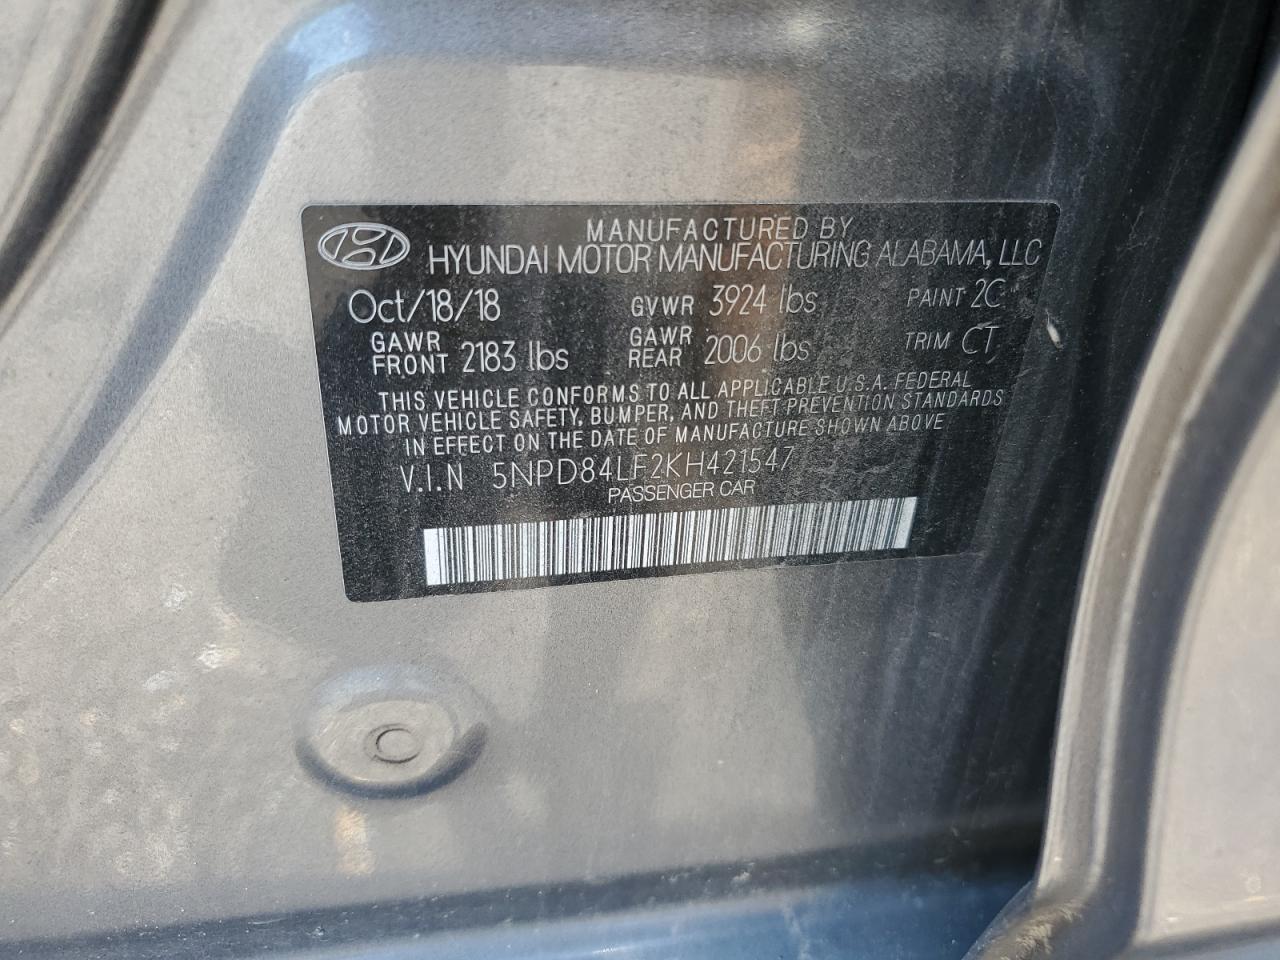 MANUFACTURED BY
HYUNDAI MOTOR MANUFACTURING ALABAMA, LLC
Oct/18/18 GVWR 3924 lbs PAINT 2C
GAWR FRONT 2183 lbs GAWR REAR 2006 lbs TRIM CT
THIS VEHICLE CONFORMS TO ALL APPLICABLE U.S.A. FEDERAL
MOTOR VEHICLE SAFETY, BUMPER, AND THEFT PREVENTION STANDARDS
IN EFFECT ON THE DATE OF MANUFACTURE SHOWN ABOVE
V.I.N 5NPD84LF2KH421547
PASSENGER CAR